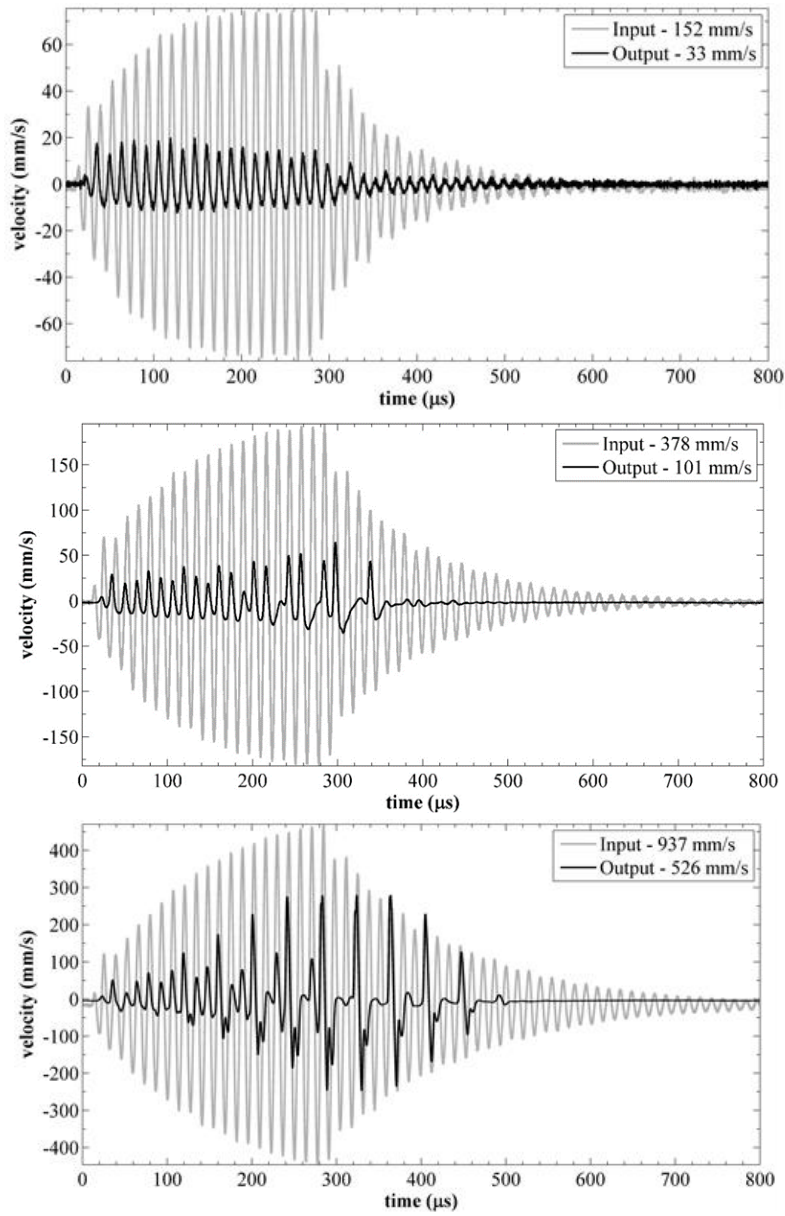 Input - 152 mm/s
Output - 33 mm/s
60
40
20
0
-20
-40
-60
velocity (mm/s)
0 100 200 300 400 500 600 700 800
time (μs)
Input - 378 mm/s
Output - 101 mm/s
150
100
50
0
-50
-100
-150
velocity (mm/s)
0 100 200 300 400 500 600 700 800
time (μs)
Input - 937 mm/s
Output - 526 mm/s
400
300
200
100
0
-100
-200
-300
-400
velocity (mm/s)
0 100 200 300 400 500 600 700 800
time (μs)